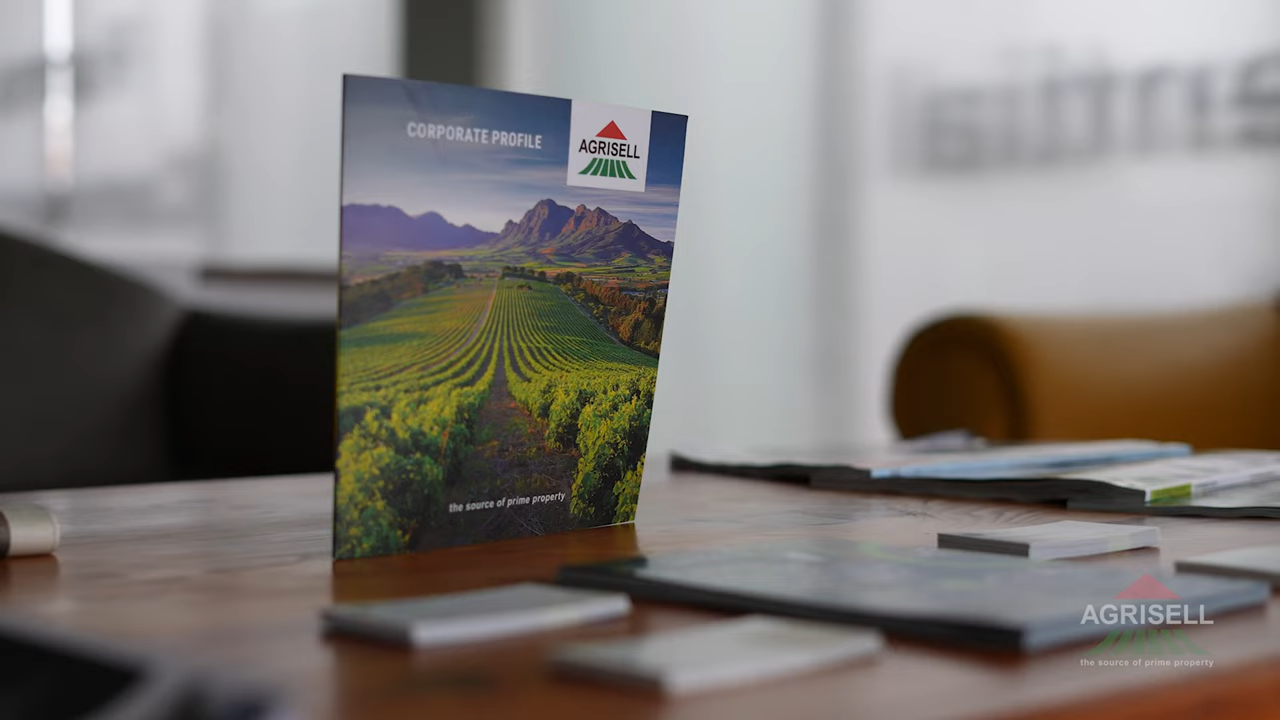 CORPORATE PROFILE
AGRISELL
the source of prime property
AGRISELL
the source of prime property